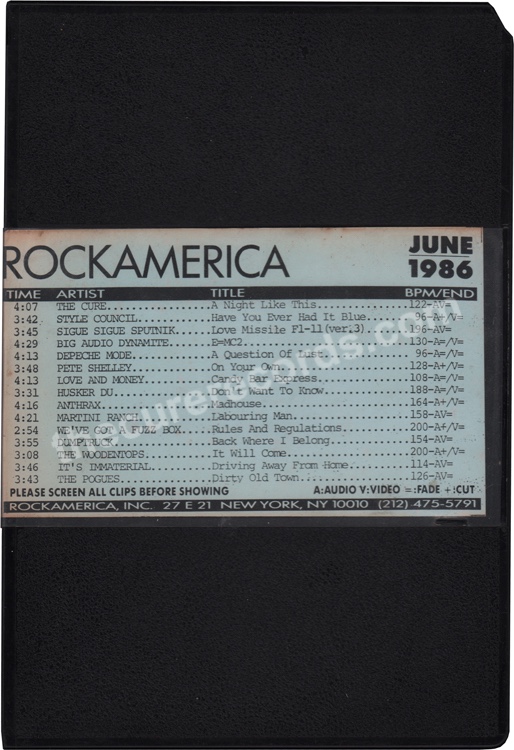 ROCKAMERICA JUNE
1986
TIME ARTIST TITLE BPM/END
4:07 THE CURE................A Night Like This................122-AV=
3:42 STYLE COUNCIL...........Have You Ever Had It Blue........96-A+/V=
3:45 SIGUE SIGUE SPUTNIK.....Love Missile F1-11(ver.3)........196-AV=
4:29 BIG AUDIO DYNAMITE......E=MC2............................130-A=/V=
4:13 DEPECHE MODE............A Question Of Lust...............96-A=/V=
3:48 PETE SHELLEY............On Your Own......................128-A+/V=
4:13 LOVE AND MONEY..........Candy Bar Express................108-A=/V=
3:31 HUSKER DU...............Don't Want To Know...............188-A=/V=
4:16 ANTHRAX.................Madhouse.........................164-A+/V=
4:21 MARTINI RANCH...........Labouring Man....................158-AV=
2:54 WE'VE GOT A FUZZ BOX....Rules And Regulations............200-A+/V=
3:55 DUMPTRUCK...............Back Where I Belong..............154-AV=
3:08 THE WOODENTOPS..........It Will Come.....................200-A+/V=
3:46 IT'S IMMATERIAL.........Driving Away From Home...........114-AV=
3:43 THE POGUES..............Dirty Old Town...................126-AV=
PLEASE SCREEN ALL CLIPS BEFORE SHOWING A:AUDIO V:VIDEO =:FADE +:CUT
ROCKAMERICA, INC. 27 E 21 NEW YORK, NY 10010 (212) 475-5791
thecurerecords.com